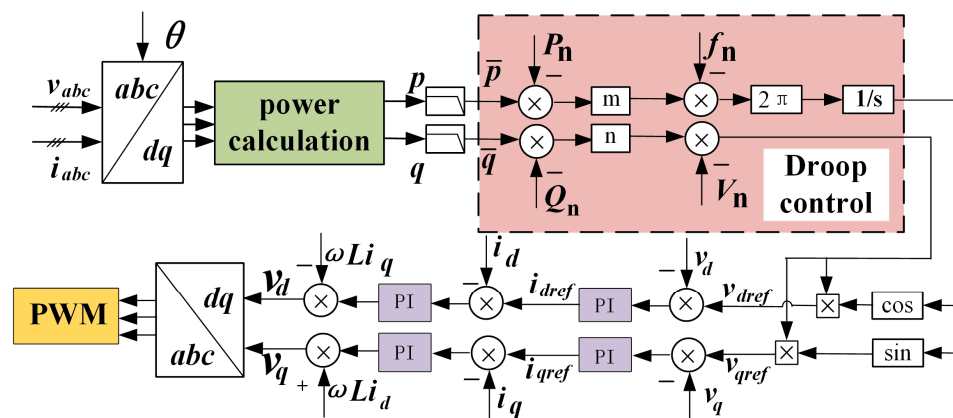 θ
v_abc
i_abc
abc
dq
power
calculation
p
q
p̅
q̅
P_n
−
f_n
−
m
n
2 π
1/s
−
Q_n
−
V_n
Droop
control
PWM
dq
abc
v_d
v_q
−
ωLi_q
+
ωLi_d
PI
PI
−
i_d
−
i_q
i_dref
i_qref
PI
PI
−
v_d
−
v_q
v_dref
v_qref
cos
sin